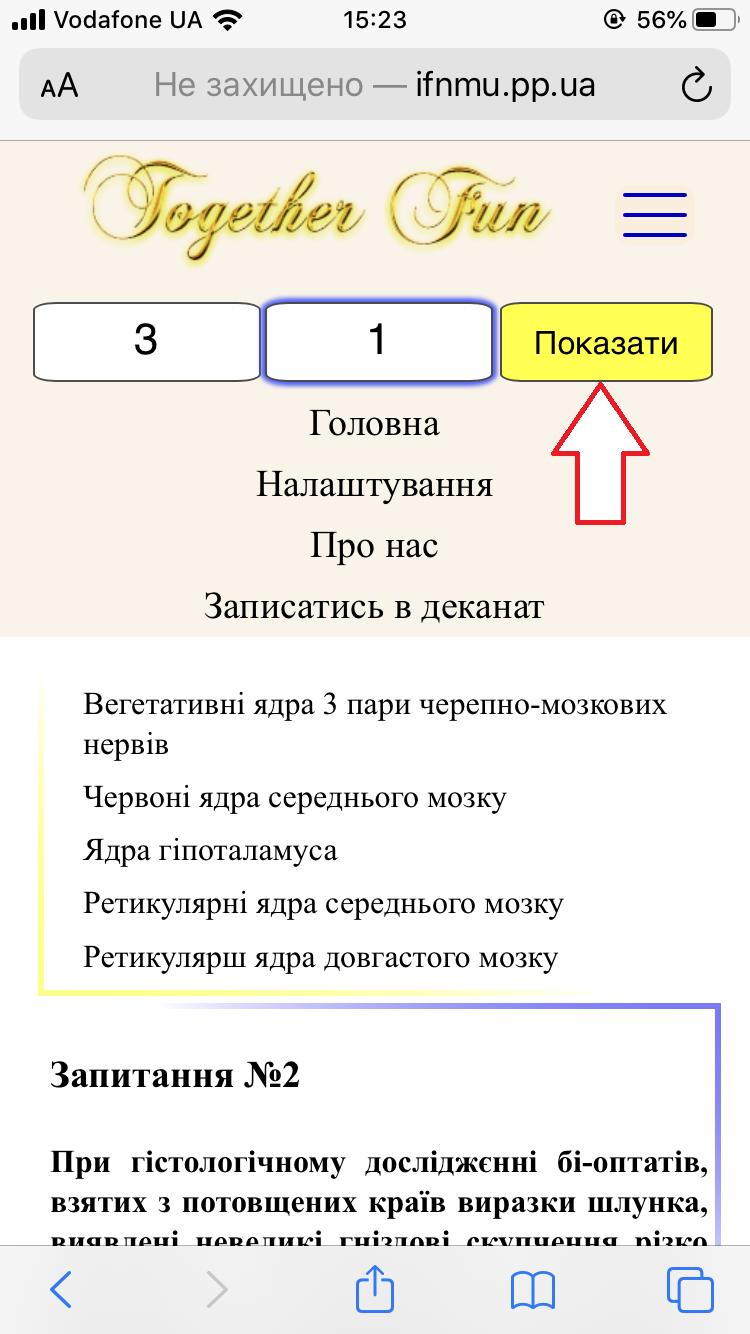 Vodafone UA 15:23 56%
AA Не захищено — ifnmu.pp.ua
Together Fun
3 1 Показати
Головна
Налаштування
Про нас
Записатись в деканат
Вегетативні ядра 3 пари черепно-мозкових
нервів
Червоні ядра середнього мозку
Ядра гіпоталамуса
Ретикулярні ядра середнього мозку
Ретикулярш ядра довгастого мозку
Запитання №2
При гістологічному досліджєнні бі-оптатів,
взятих з потовщених країв виразки шлунка,
виявлені невеликі гніздові скупчення різко